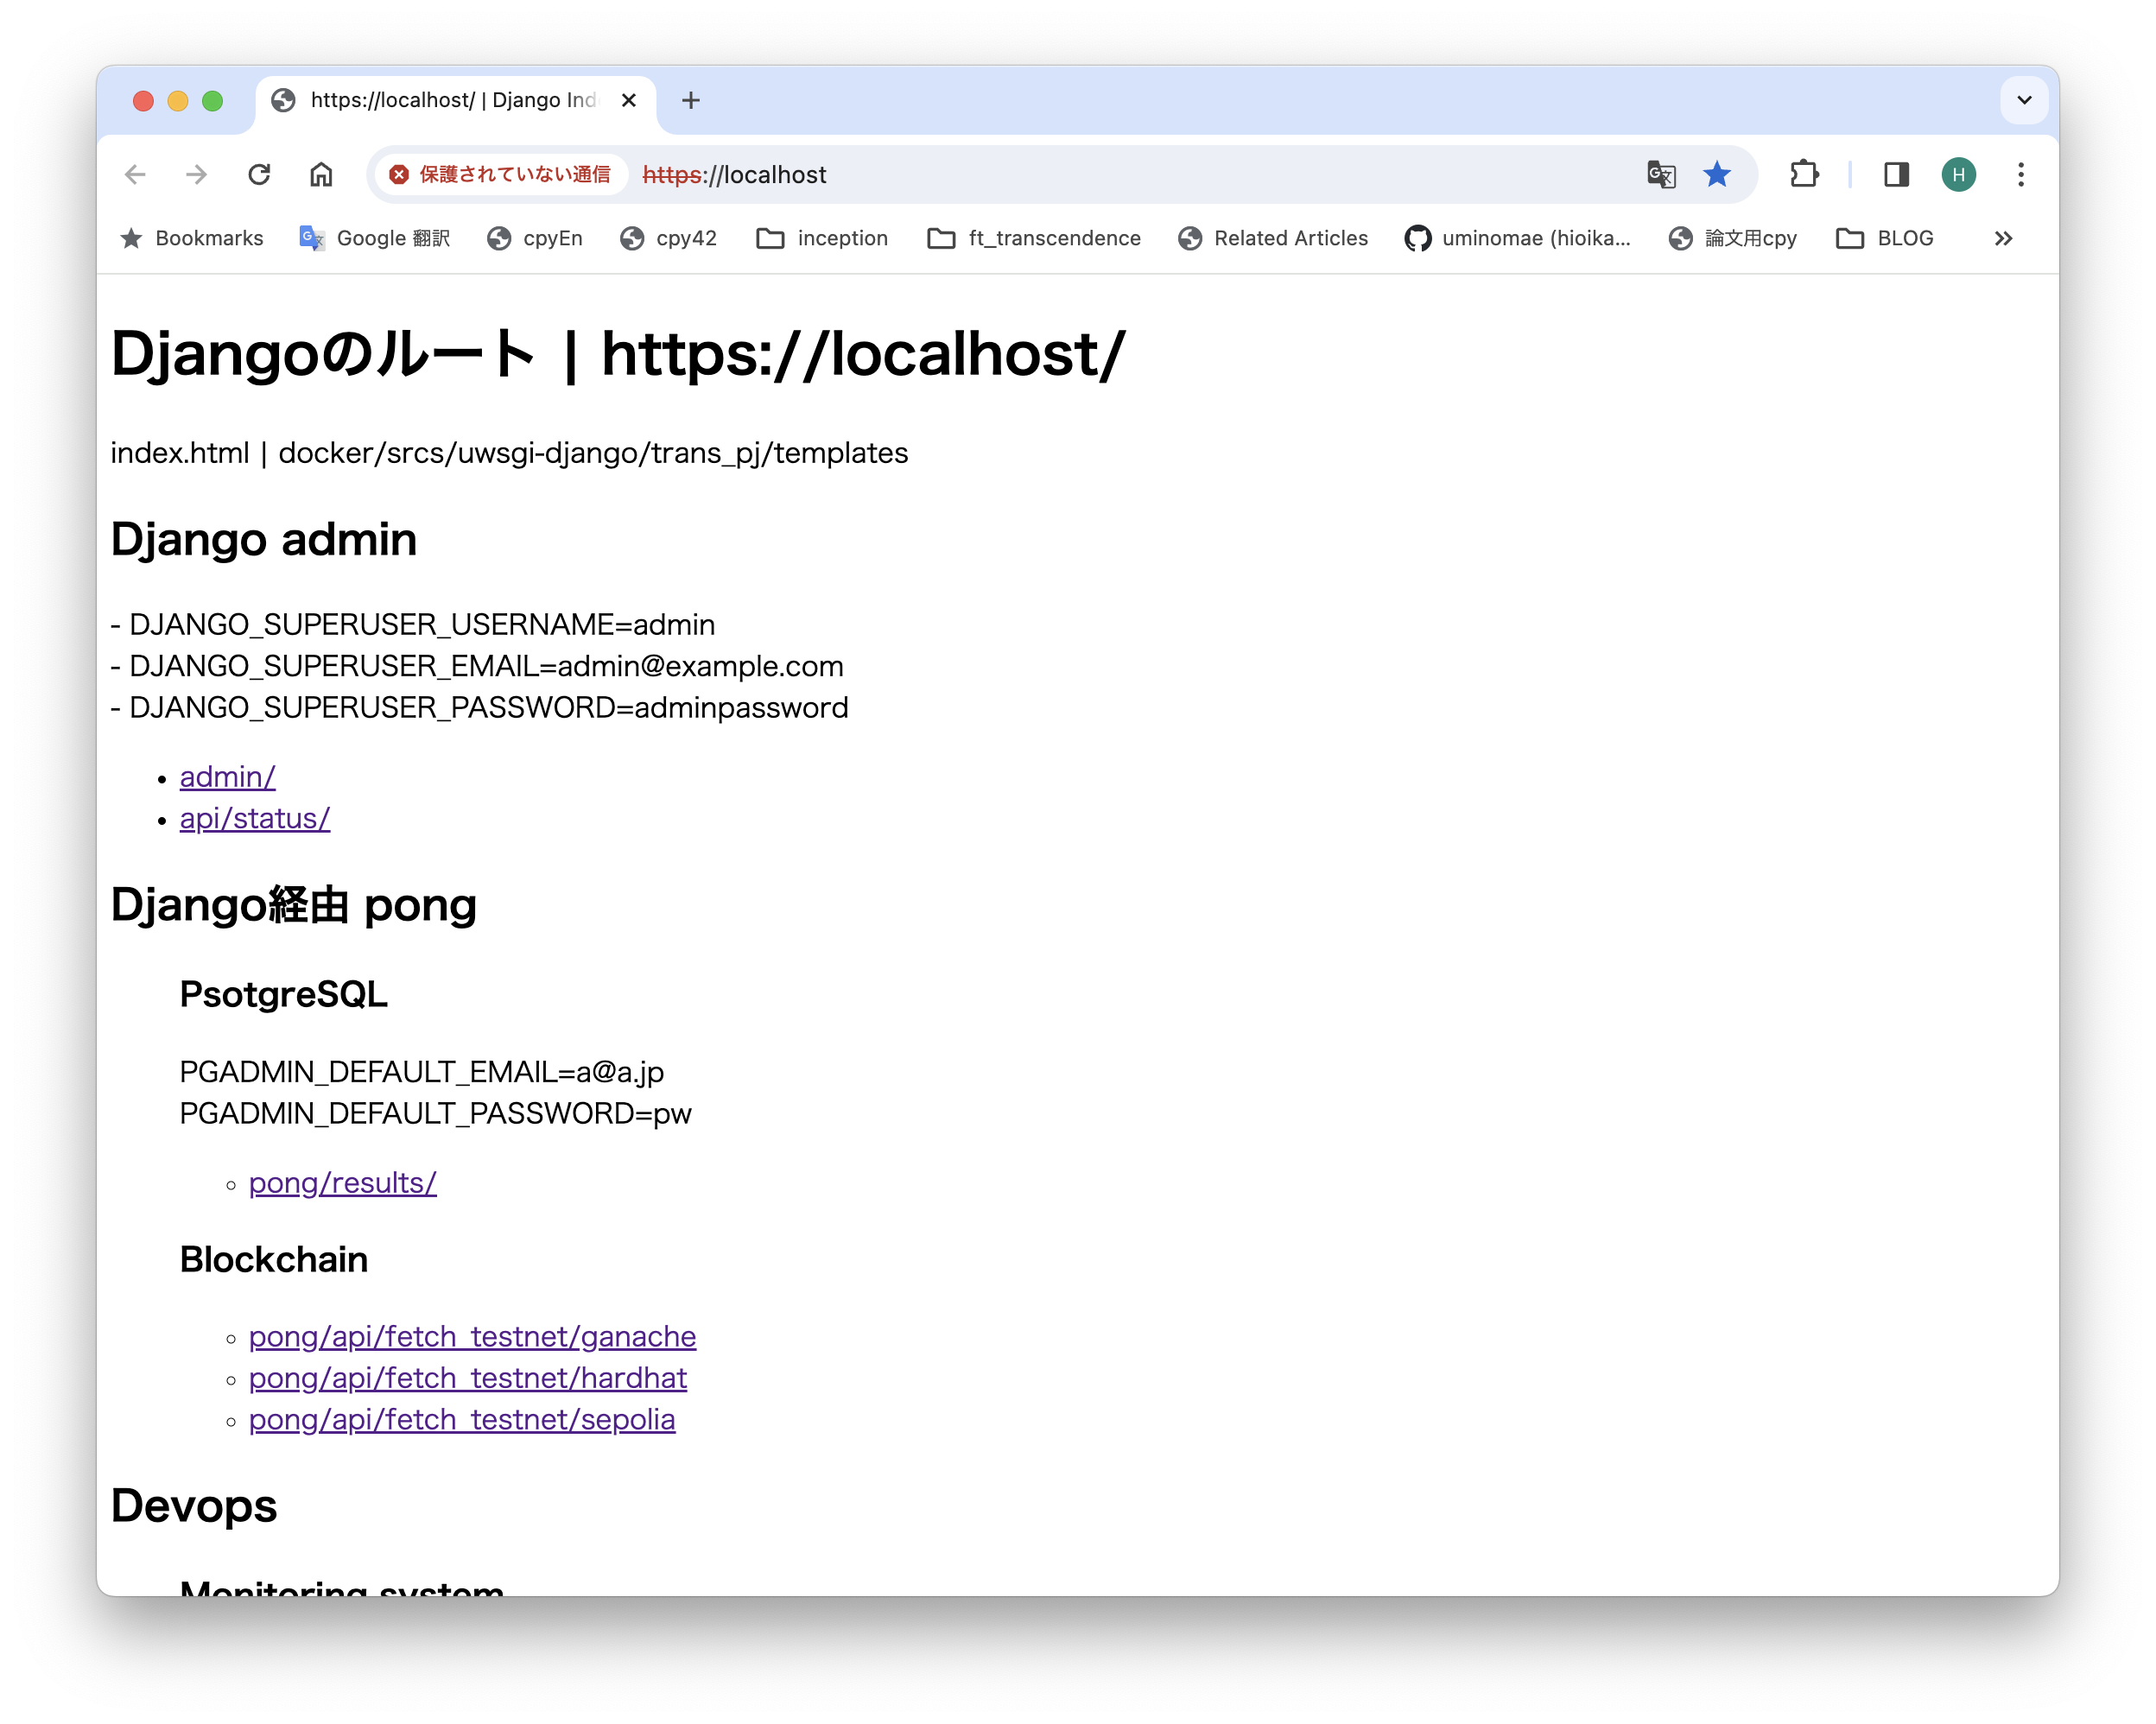 https://localhost/ | Django Ind
保護されていない通信 https://localhost H
Bookmarks Google 翻訳 cpyEn cpy42 inception ft_transcendence Related Articles uminomae (hioika... 論文用cpy BLOG
Djangoのルート | https://localhost/
index.html | docker/srcs/uwsgi-django/trans_pj/templates
Django admin
- DJANGO_SUPERUSER_USERNAME=admin
- DJANGO_SUPERUSER_EMAIL=admin@example.com
- DJANGO_SUPERUSER_PASSWORD=adminpassword
admin/
api/status/
Django経由 pong
PsotgreSQL
PGADMIN_DEFAULT_EMAIL=a@a.jp
PGADMIN_DEFAULT_PASSWORD=pw
pong/results/
Blockchain
pong/api/fetch_testnet/ganache
pong/api/fetch_testnet/hardhat
pong/api/fetch_testnet/sepolia
Devops
Monitoring system